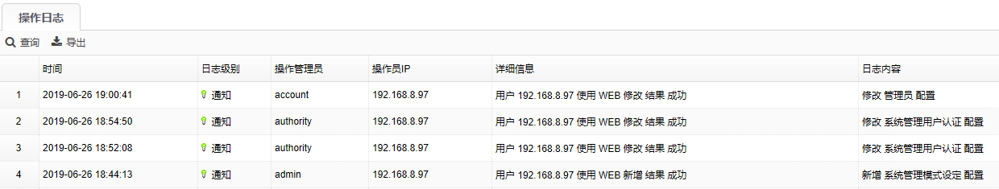 操作日志
查询 导出
时间 日志级别 操作管理员 操作员IP 详细信息 日志内容
1 2019-06-26 19:00:41 通知 account 192.168.8.97 用户 192.168.8.97 使用 WEB 修改 结果 成功 修改 管理员 配置
2 2019-06-26 18:54:50 通知 authority 192.168.8.97 用户 192.168.8.97 使用 WEB 修改 结果 成功 修改 系统管理用户认证 配置
3 2019-06-26 18:52:08 通知 authority 192.168.8.97 用户 192.168.8.97 使用 WEB 修改 结果 成功 修改 系统管理用户认证 配置
4 2019-06-26 18:44:13 通知 admin 192.168.8.97 用户 192.168.8.97 使用 WEB 新增 结果 成功 新增 系统管理模式设定 配置